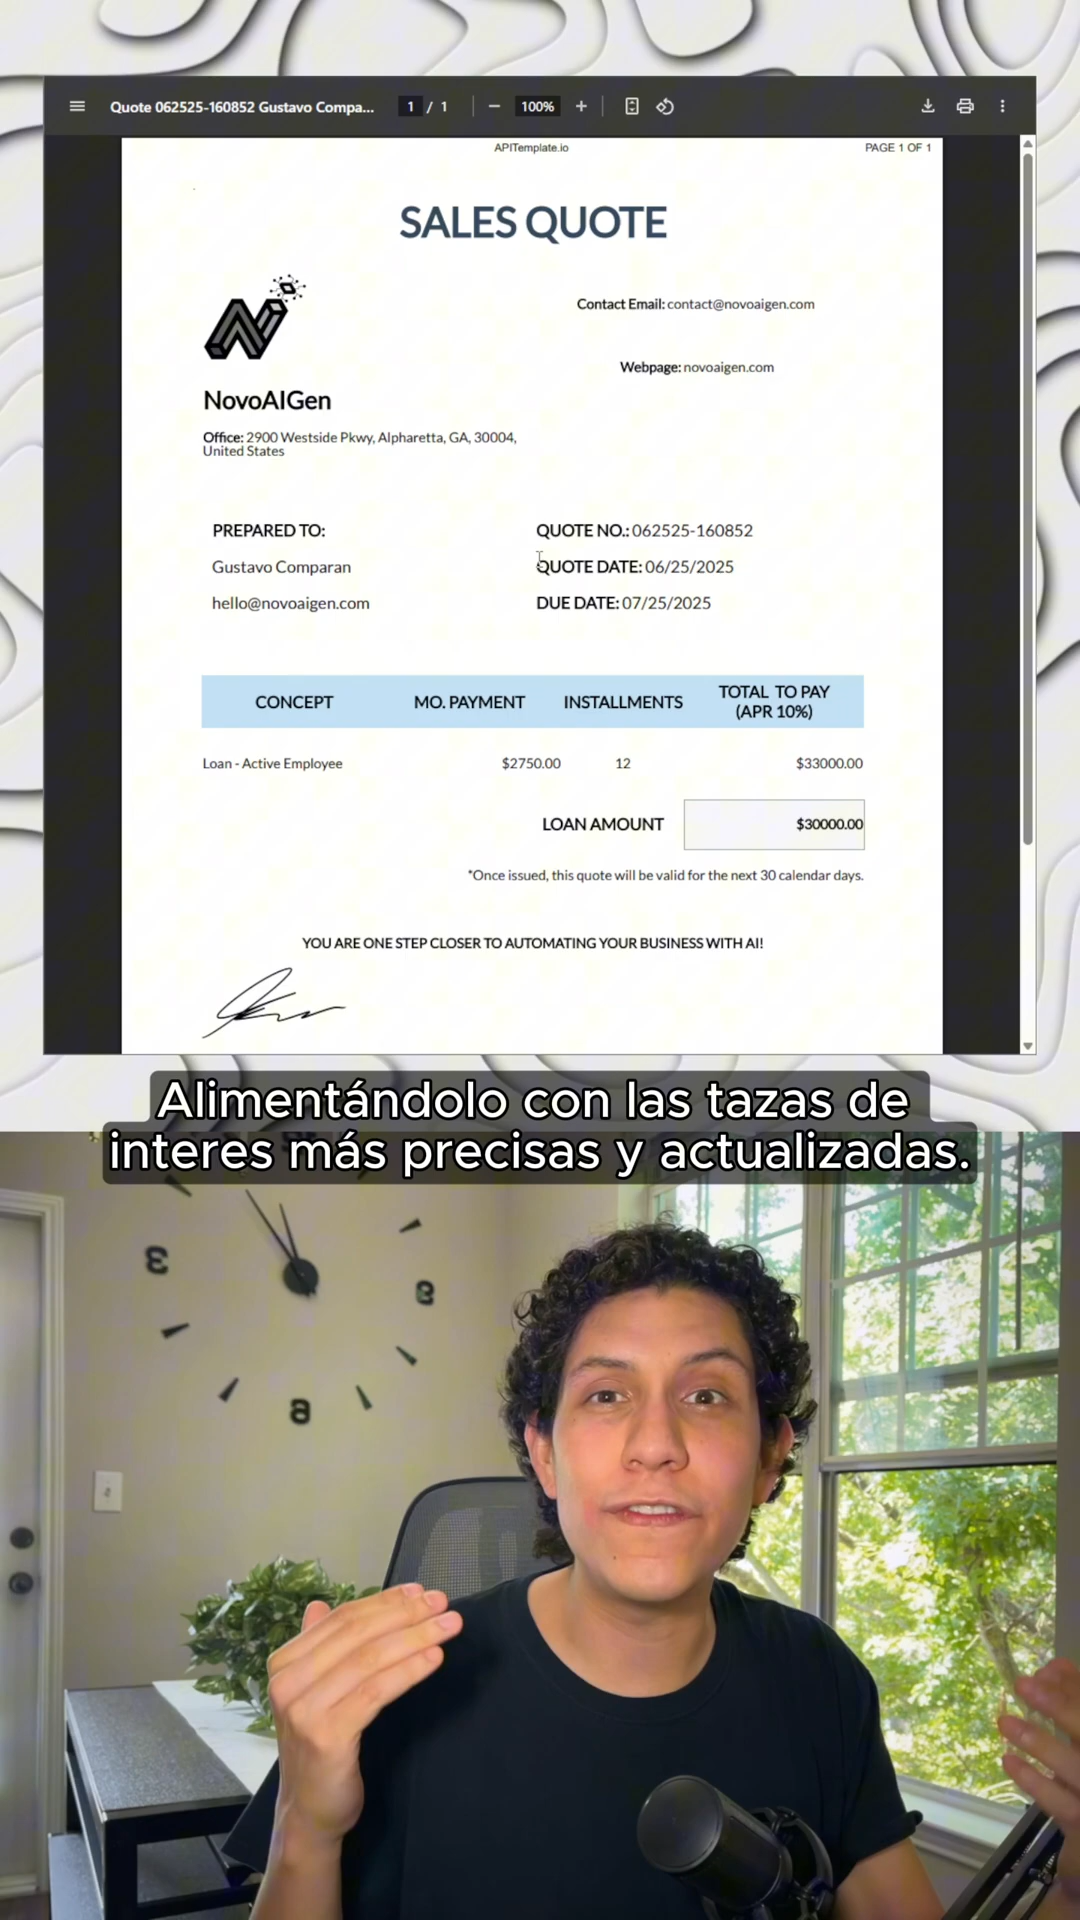 Quote 062525-160852 Gustavo Compa...
1 / 1
100%
APITemplate.io
PAGE 1 OF 1
SALES QUOTE
Contact Email: contact@novoaigen.com
Webpage: novoaigen.com
NovoAIGen
Office: 2900 Westside Pkwy, Alpharetta, GA, 30004,
United States
PREPARED TO:
Gustavo Comparan
hello@novoaigen.com
QUOTE NO.: 062525-160852
QUOTE DATE: 06/25/2025
DUE DATE: 07/25/2025
CONCEPT MO. PAYMENT INSTALLMENTS TOTAL TO PAY
(APR 10%)
Loan - Active Employee $2750.00 12 $33000.00
LOAN AMOUNT $30000.00
*Once issued, this quote will be valid for the next 30 calendar days.
YOU ARE ONE STEP CLOSER TO AUTOMATING YOUR BUSINESS WITH AI!
Alimentándolo con las tazas de
interes más precisas y actualizadas.